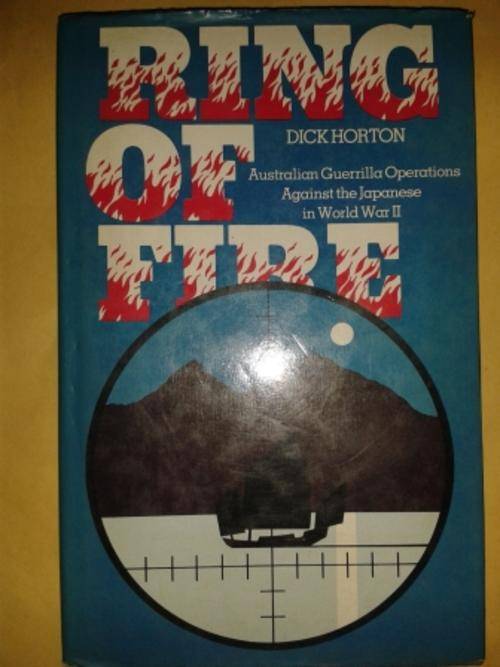 RING
OF
DICK HORTON
Australian Guerrilla Operations
Against the Japanese
in World War II
FIRE